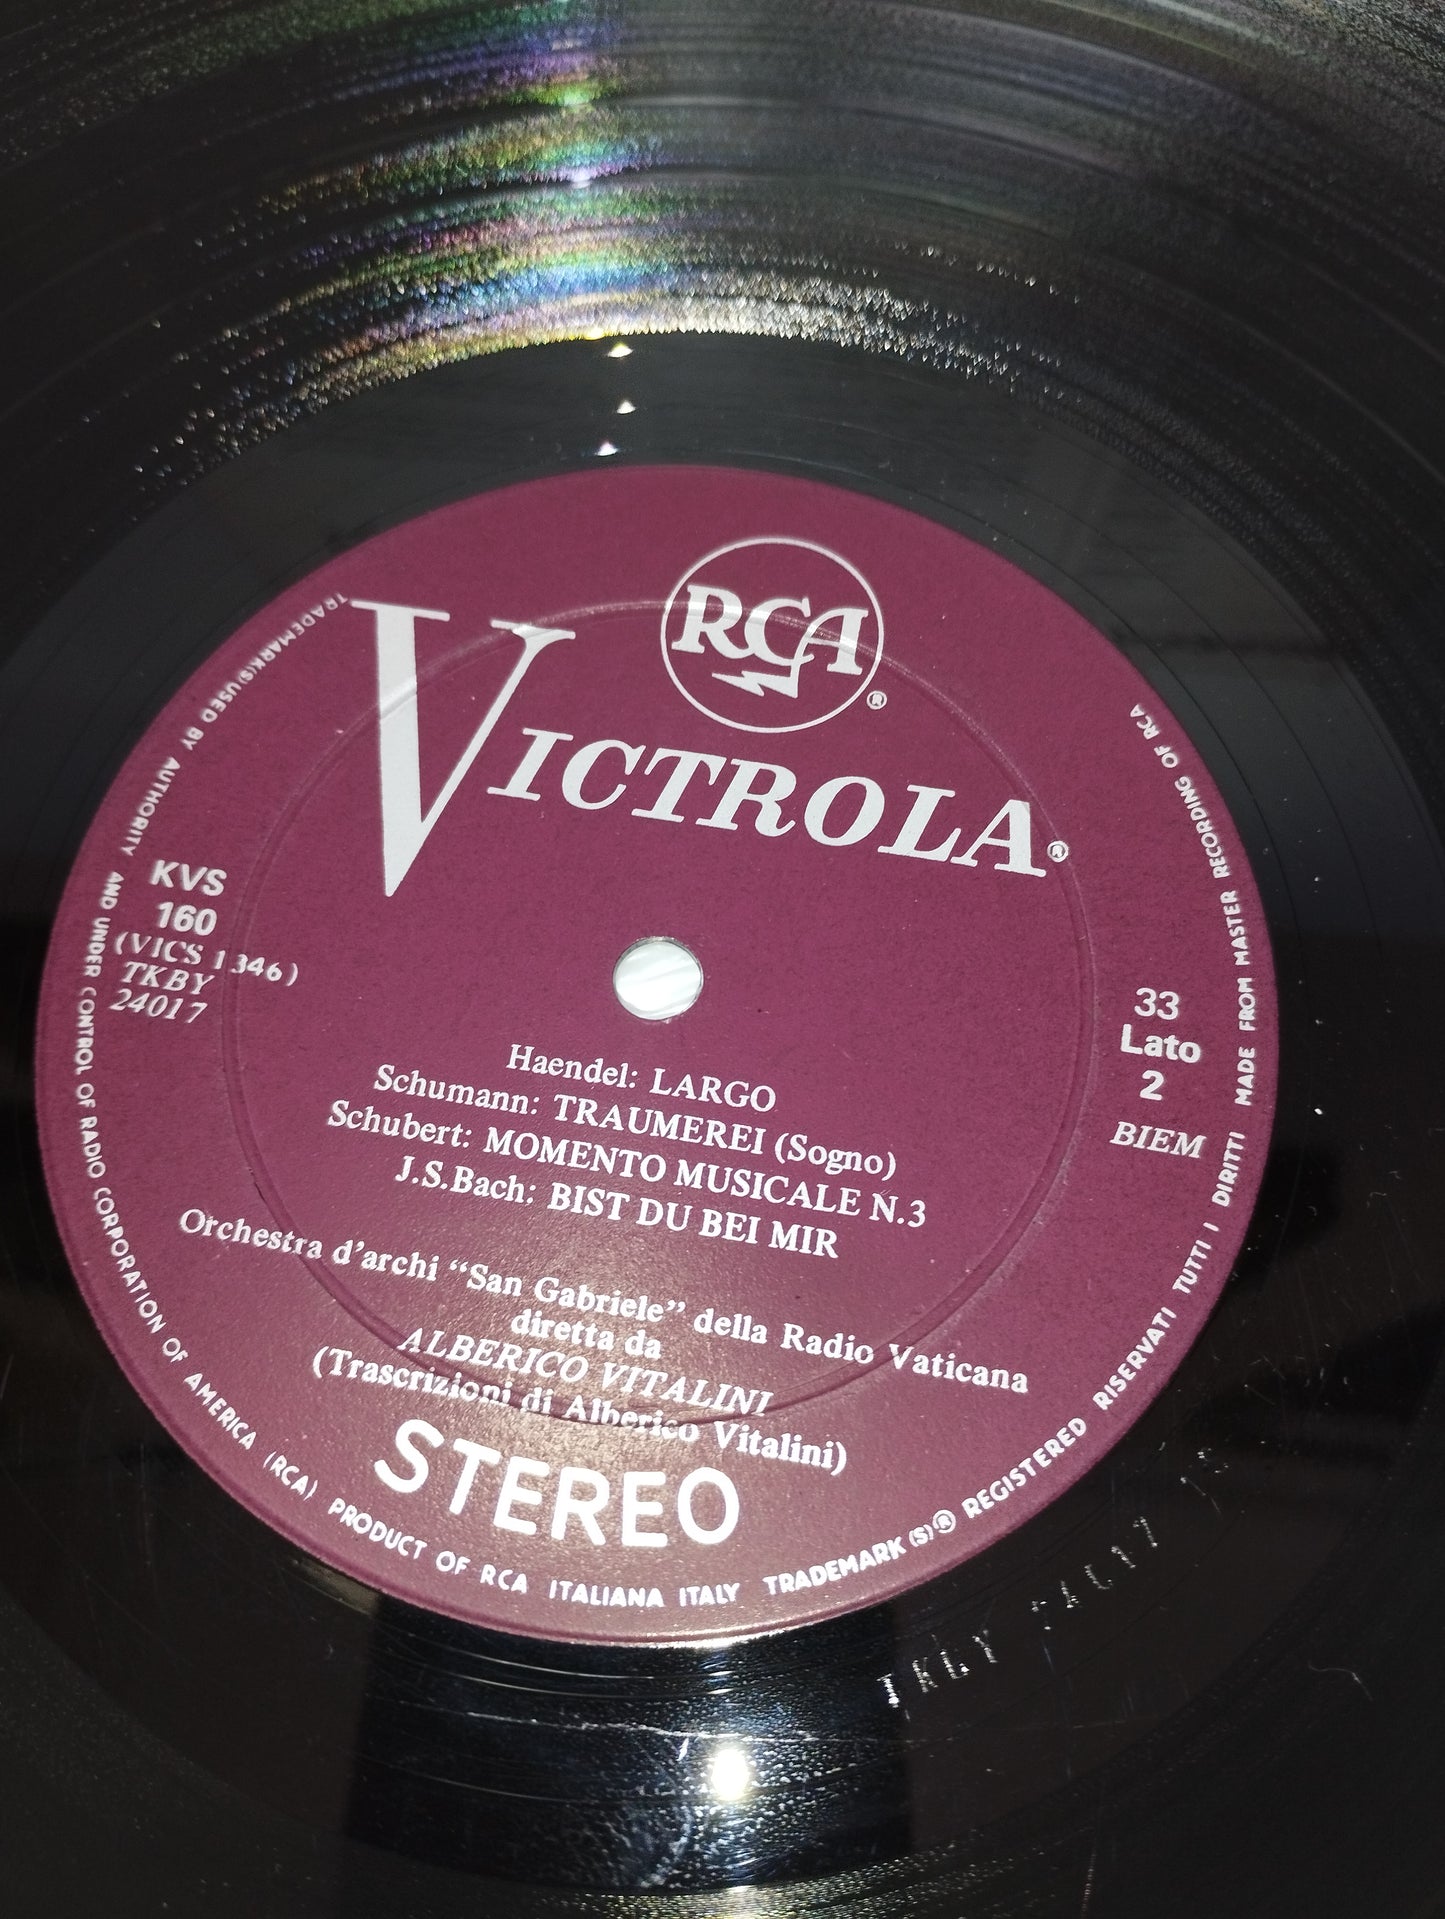 RCA ®
VICTROLA®
KVS
160
(VICS 1346)
TKBY
24017
33
Lato
2
BIEM
Haendel: LARGO
Schumann: TRAUMEREI (Sogno)
Schubert: MOMENTO MUSICALE N.3
J.S.Bach: BIST DU BEI MIR
Orchestra d'archi “San Gabriele” della Radio Vaticana
diretta da
ALBERICO VITALINI
(Trascrizioni di Alberico Vitalini)
STEREO
TRADEMARK(S) USED BY AUTHORITY AND UNDER CONTROL OF RADIO CORPORATION OF AMERICA (RCA) PRODUCT OF RCA ITALIANA ITALY TRADEMARK(S)® REGISTERED RISERVATI TUTTI I DIRITTI MADE FROM MASTER RECORDING OF RCA